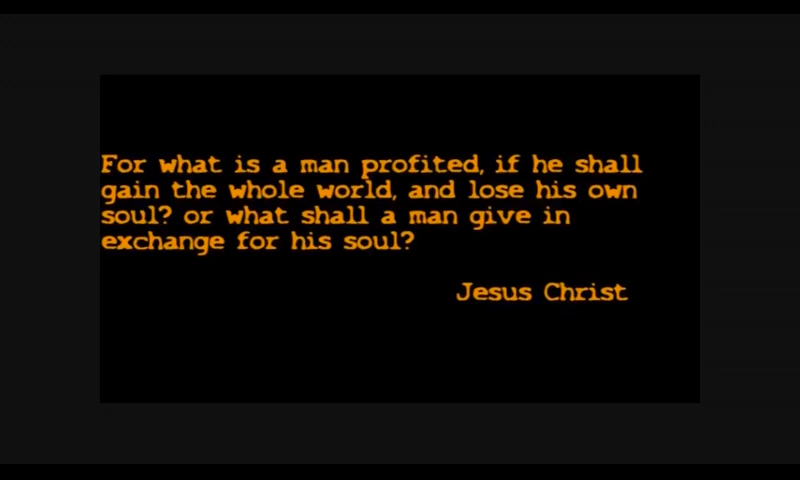 For what is a man profited, if he shall
gain the whole world, and lose his own
soul? or what shall a man give in
exchange for his soul?
Jesus Christ